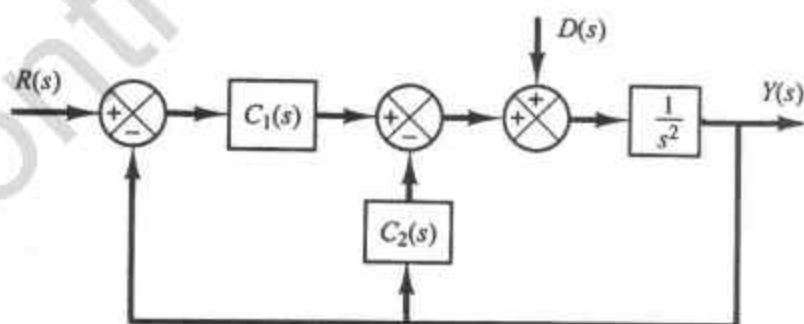 D(s)
R(s)
Y(s)
+
−
C₁(s)
+
−
+
+
1
s²
C₂(s)